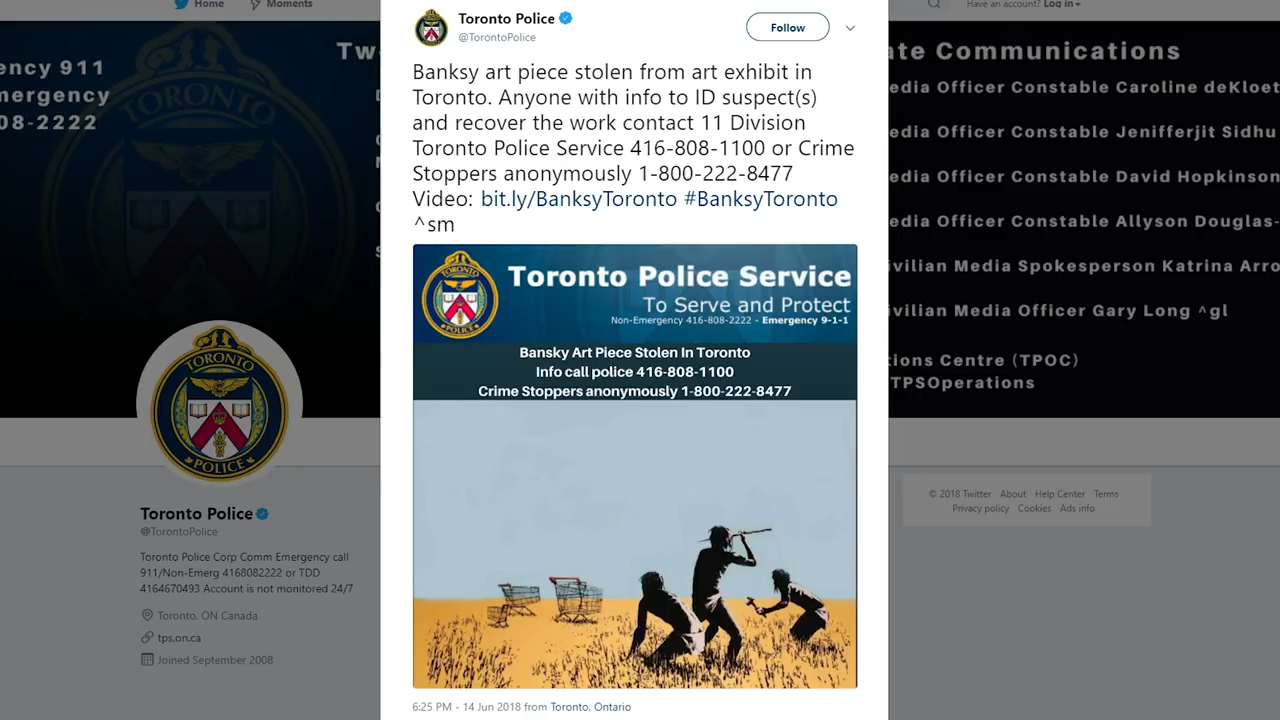 Home
Moments
Have an account? Log in
Toronto Police
@TorontoPolice
Follow
Banksy art piece stolen from art exhibit in
Toronto. Anyone with info to ID suspect(s)
and recover the work contact 11 Division
Toronto Police Service 416-808-1100 or Crime
Stoppers anonymously 1-800-222-8477
Video: bit.ly/BanksyToronto #BanksyToronto
^sm
TORONTO
POLICE
Toronto Police Service
To Serve and Protect
Non-Emergency 416-808-2222 - Emergency 9-1-1
Bansky Art Piece Stolen In Toronto
Info call police 416-808-1100
Crime Stoppers anonymously 1-800-222-8477
6:25 PM - 14 Jun 2018 from Toronto, Ontario
ency 911
mergency
08-2222
Tw
TORONTO
TORONTO
POLICE
Toronto Police
@TorontoPolice
Toronto Police Corp Comm Emergency call
911/Non-Emerg 4168082222 or TDD
4164670493 Account is not monitored 24/7
Toronto, ON Canada
tps.on.ca
Joined September 2008
ate Communications
edia Officer Constable Caroline deKloet
edia Officer Constable Jenifferjit Sidhu
edia Officer Constable David Hopkinson
edia Officer Constable Allyson Douglas-
ivilian Media Spokesperson Katrina Arro
ivilian Media Officer Gary Long ^gl
ions Centre (TPOC)
TPSOperations
© 2018 Twitter About Help Center Terms
Privacy policy Cookies Ads info